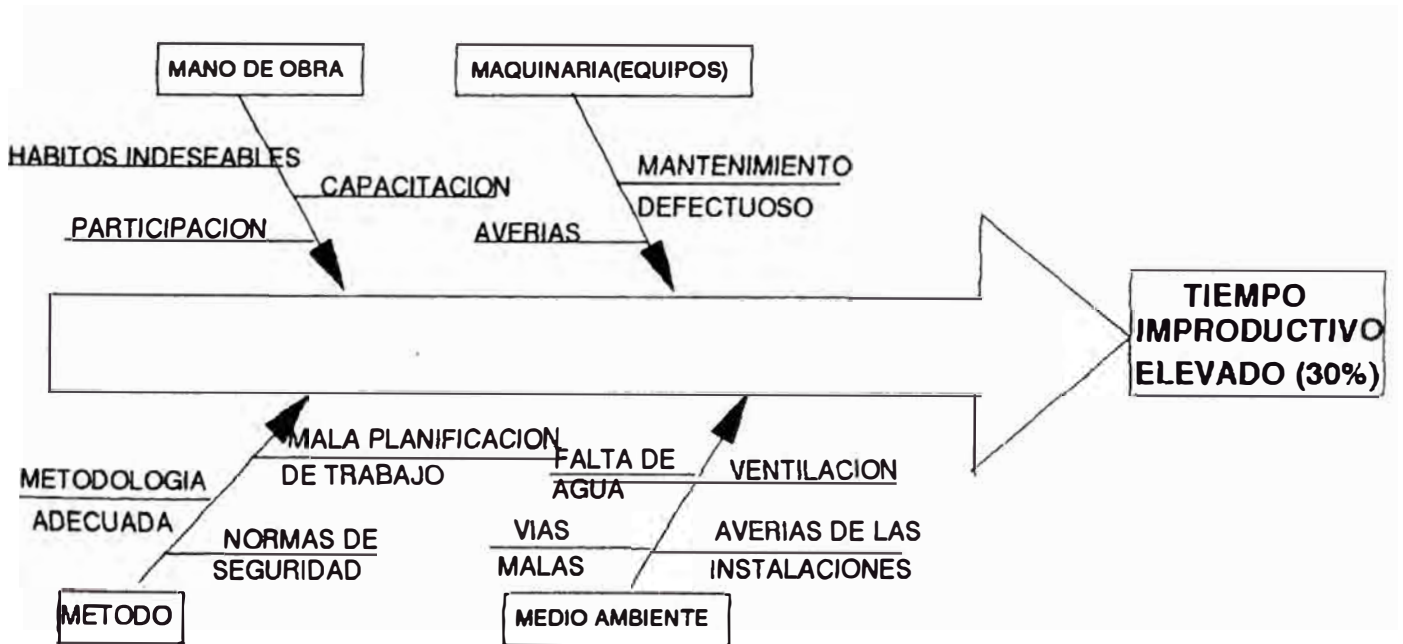 MANO DE OBRA
MAQUINARIA(EQUIPOS)
HABITOS INDESEABLES
CAPACITACION
PARTICIPACION
MANTENIMIENTO
DEFECTUOSO
AVERIAS
TIEMPO
IMPRODUCTIVO
ELEVADO (30%)
MALA PLANIFICACION
DE TRABAJO
METODOLOGIA
ADECUADA
NORMAS DE
SEGURIDAD
METODO
FALTA DE
AGUA
VENTILACION
VIAS
MALAS
AVERIAS DE LAS
INSTALACIONES
MEDIO AMBIENTE